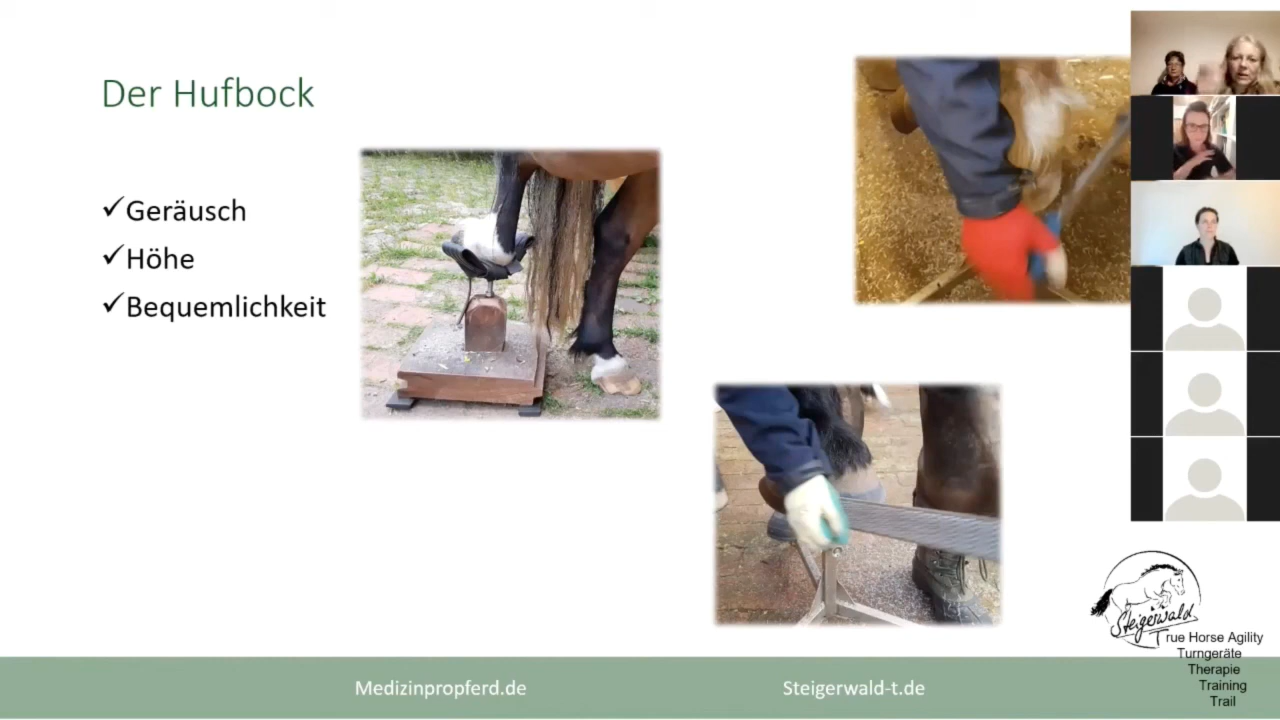 Der Hufbock
✓Geräusch
✓Höhe
✓Bequemlichkeit
Steigerwald
True Horse Agility
Turngeräte
Therapie
Training
Trail
Medizinpropferd.de
Steigerwald-t.de